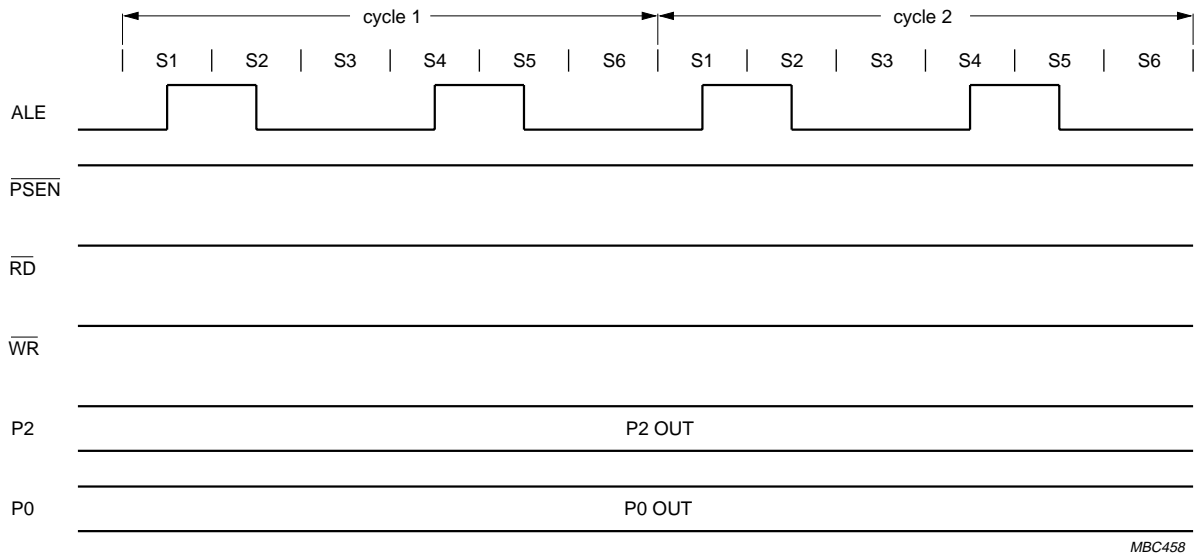 cycle 1 cycle 2
S1 S2 S3 S4 S5 S6 S1 S2 S3 S4 S5 S6
ALE
PSEN
RD
WR
P2 P2 OUT
P0 P0 OUT
MBC458